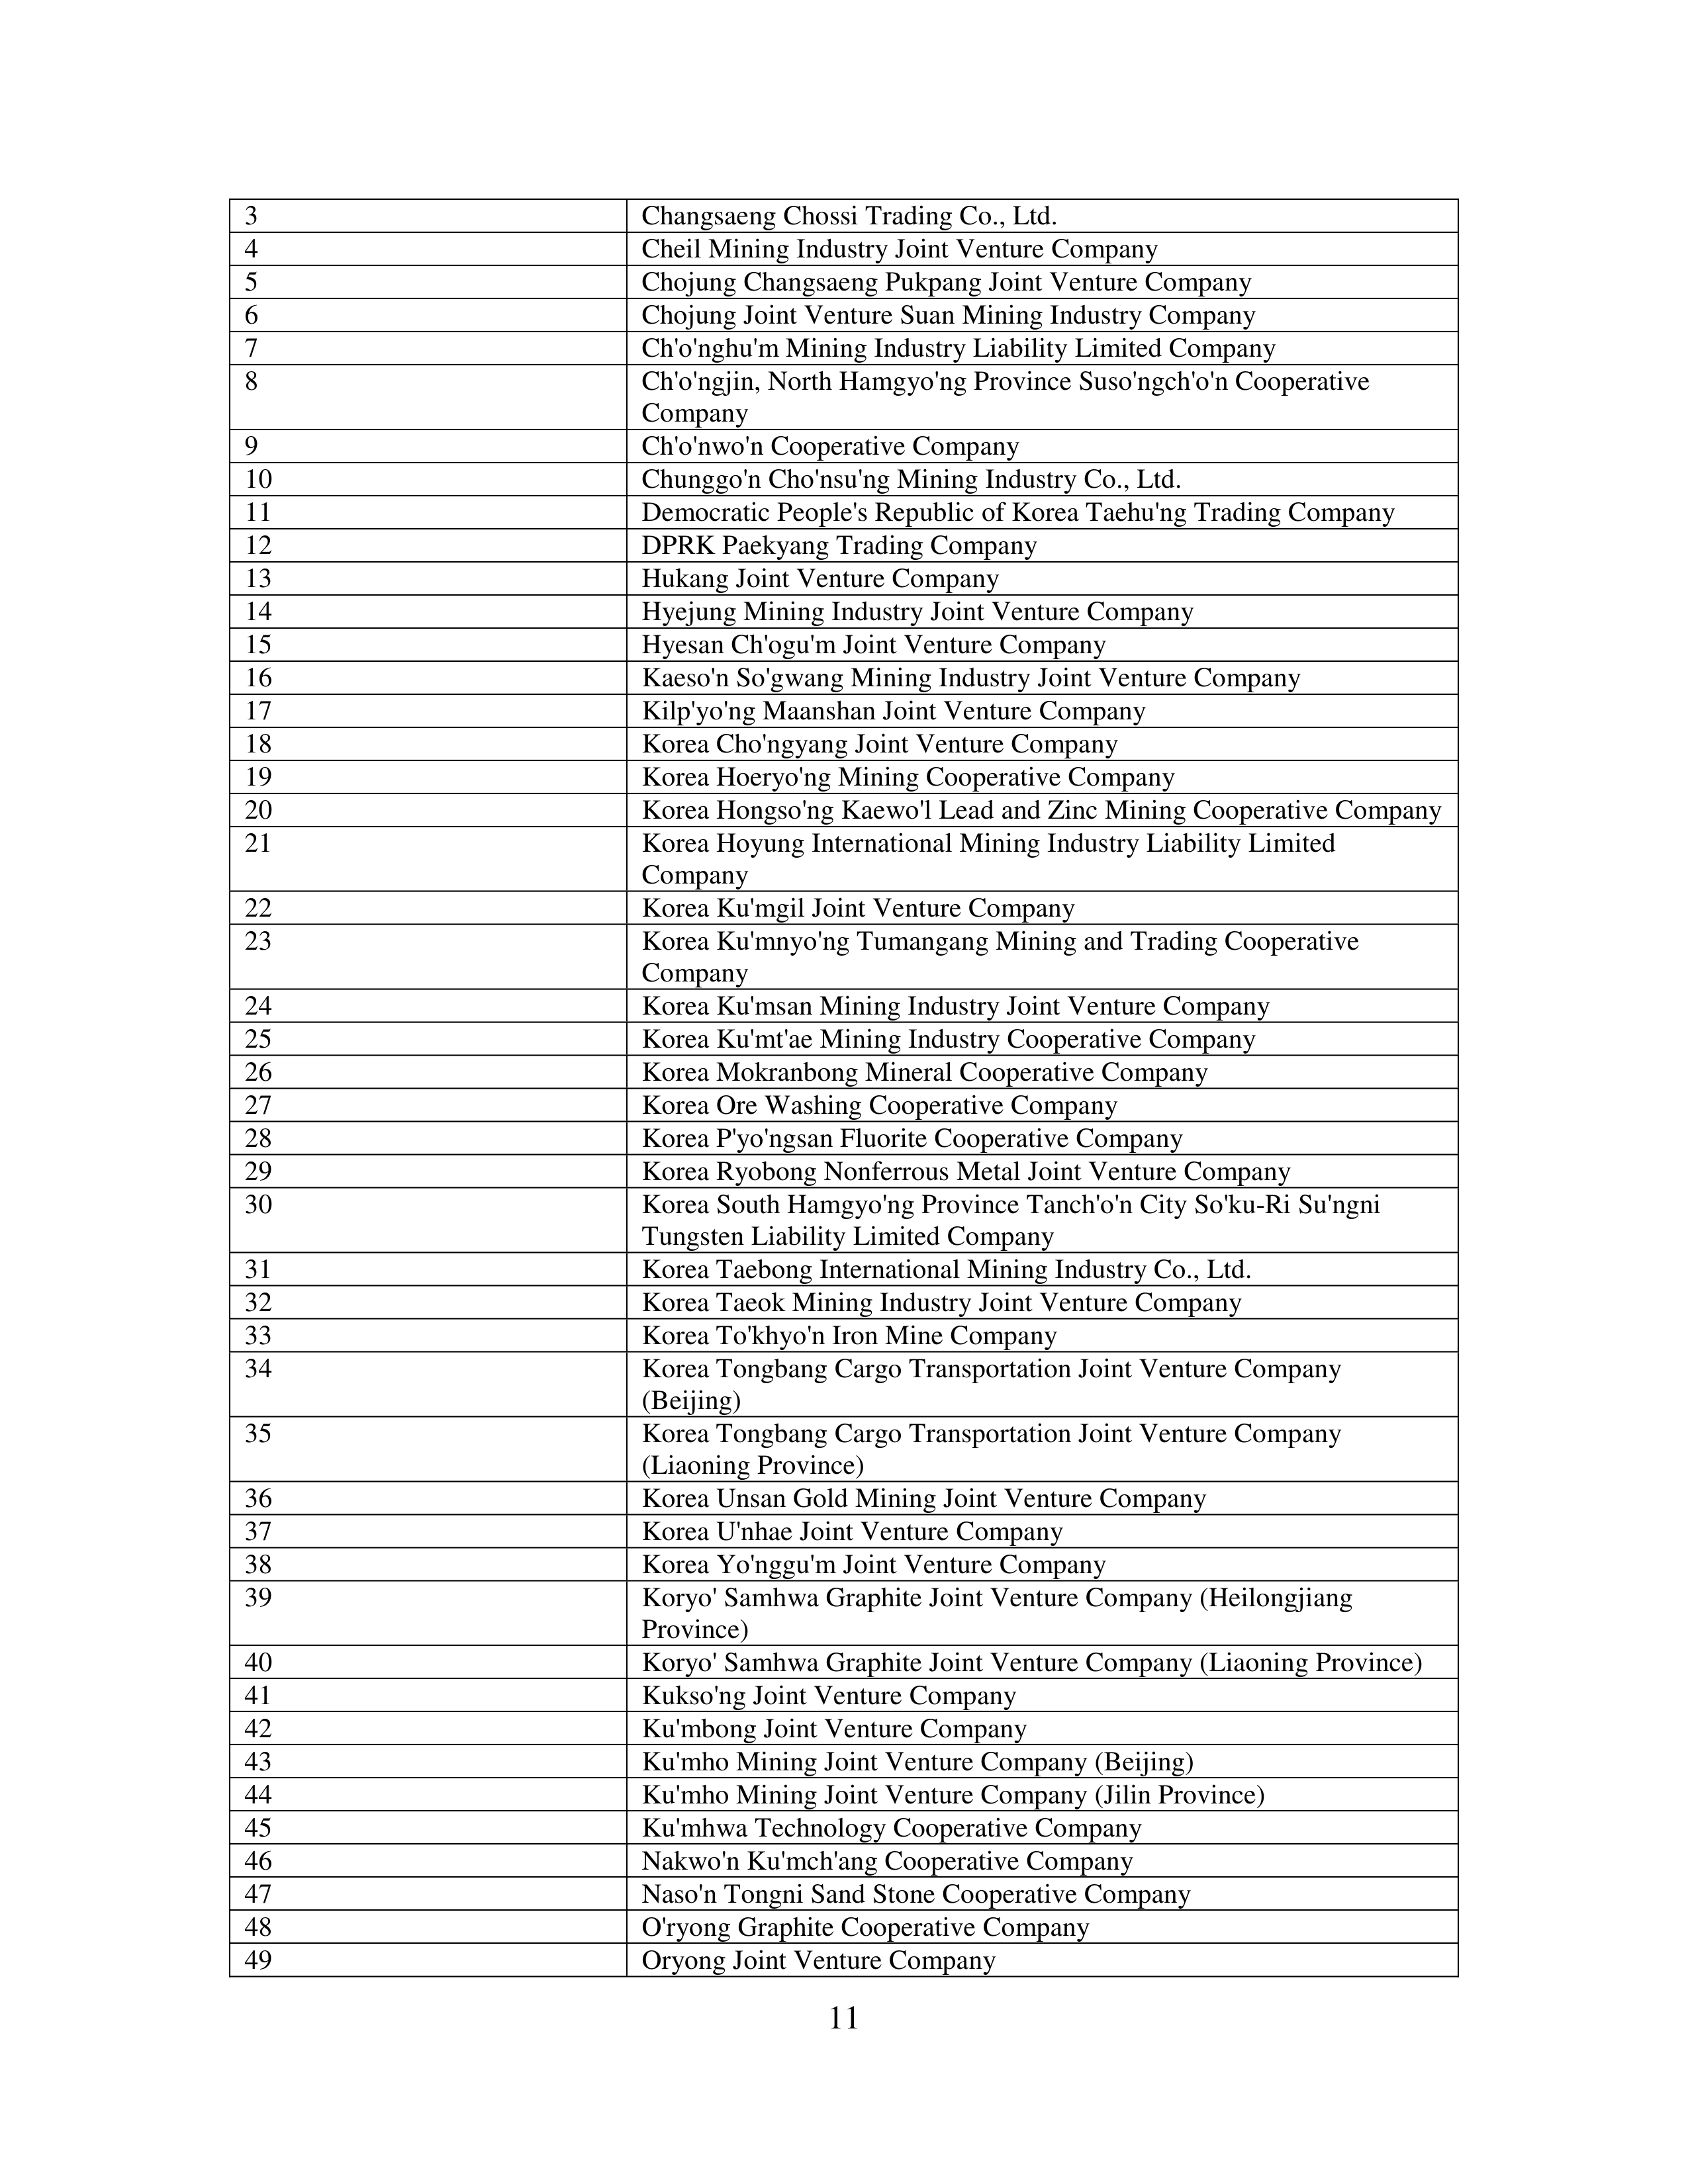 3 Changsaeng Chossi Trading Co., Ltd.
4 Cheil Mining Industry Joint Venture Company
5 Chojung Changsaeng Pukpang Joint Venture Company
6 Chojung Joint Venture Suan Mining Industry Company
7 Ch'o'nghu'm Mining Industry Liability Limited Company
8 Ch'o'ngjin, North Hamgyo'ng Province Suso'ngch'o'n Cooperative
Company
9 Ch'o'nwo'n Cooperative Company
10 Chunggo'n Cho'nsu'ng Mining Industry Co., Ltd.
11 Democratic People's Republic of Korea Taehu'ng Trading Company
12 DPRK Paekyang Trading Company
13 Hukang Joint Venture Company
14 Hyejung Mining Industry Joint Venture Company
15 Hyesan Ch'ogu'm Joint Venture Company
16 Kaeso'n So'gwang Mining Industry Joint Venture Company
17 Kilp'yo'ng Maanshan Joint Venture Company
18 Korea Cho'ngyang Joint Venture Company
19 Korea Hoeryo'ng Mining Cooperative Company
20 Korea Hongso'ng Kaewo'l Lead and Zinc Mining Cooperative Company
21 Korea Hoyung International Mining Industry Liability Limited
Company
22 Korea Ku'mgil Joint Venture Company
23 Korea Ku'mnyo'ng Tumangang Mining and Trading Cooperative
Company
24 Korea Ku'msan Mining Industry Joint Venture Company
25 Korea Ku'mt'ae Mining Industry Cooperative Company
26 Korea Mokranbong Mineral Cooperative Company
27 Korea Ore Washing Cooperative Company
28 Korea P'yo'ngsan Fluorite Cooperative Company
29 Korea Ryobong Nonferrous Metal Joint Venture Company
30 Korea South Hamgyo'ng Province Tanch'o'n City So'ku-Ri Su'ngni
Tungsten Liability Limited Company
31 Korea Taebong International Mining Industry Co., Ltd.
32 Korea Taeok Mining Industry Joint Venture Company
33 Korea To'khyo'n Iron Mine Company
34 Korea Tongbang Cargo Transportation Joint Venture Company
(Beijing)
35 Korea Tongbang Cargo Transportation Joint Venture Company
(Liaoning Province)
36 Korea Unsan Gold Mining Joint Venture Company
37 Korea U'nhae Joint Venture Company
38 Korea Yo'nggu'm Joint Venture Company
39 Koryo' Samhwa Graphite Joint Venture Company (Heilongjiang
Province)
40 Koryo' Samhwa Graphite Joint Venture Company (Liaoning Province)
41 Kukso'ng Joint Venture Company
42 Ku'mbong Joint Venture Company
43 Ku'mho Mining Joint Venture Company (Beijing)
44 Ku'mho Mining Joint Venture Company (Jilin Province)
45 Ku'mhwa Technology Cooperative Company
46 Nakwo'n Ku'mch'ang Cooperative Company
47 Naso'n Tongni Sand Stone Cooperative Company
48 O'ryong Graphite Cooperative Company
49 Oryong Joint Venture Company
11